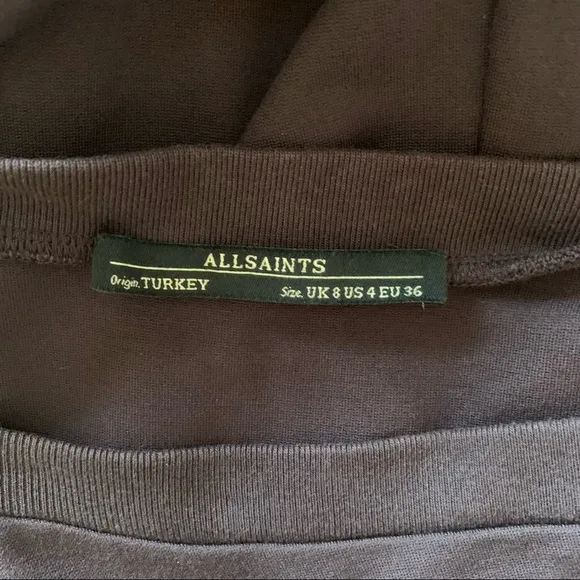 ALLSAINTS
Origin. TURKEY Size. UK 8 US 4 EU 36